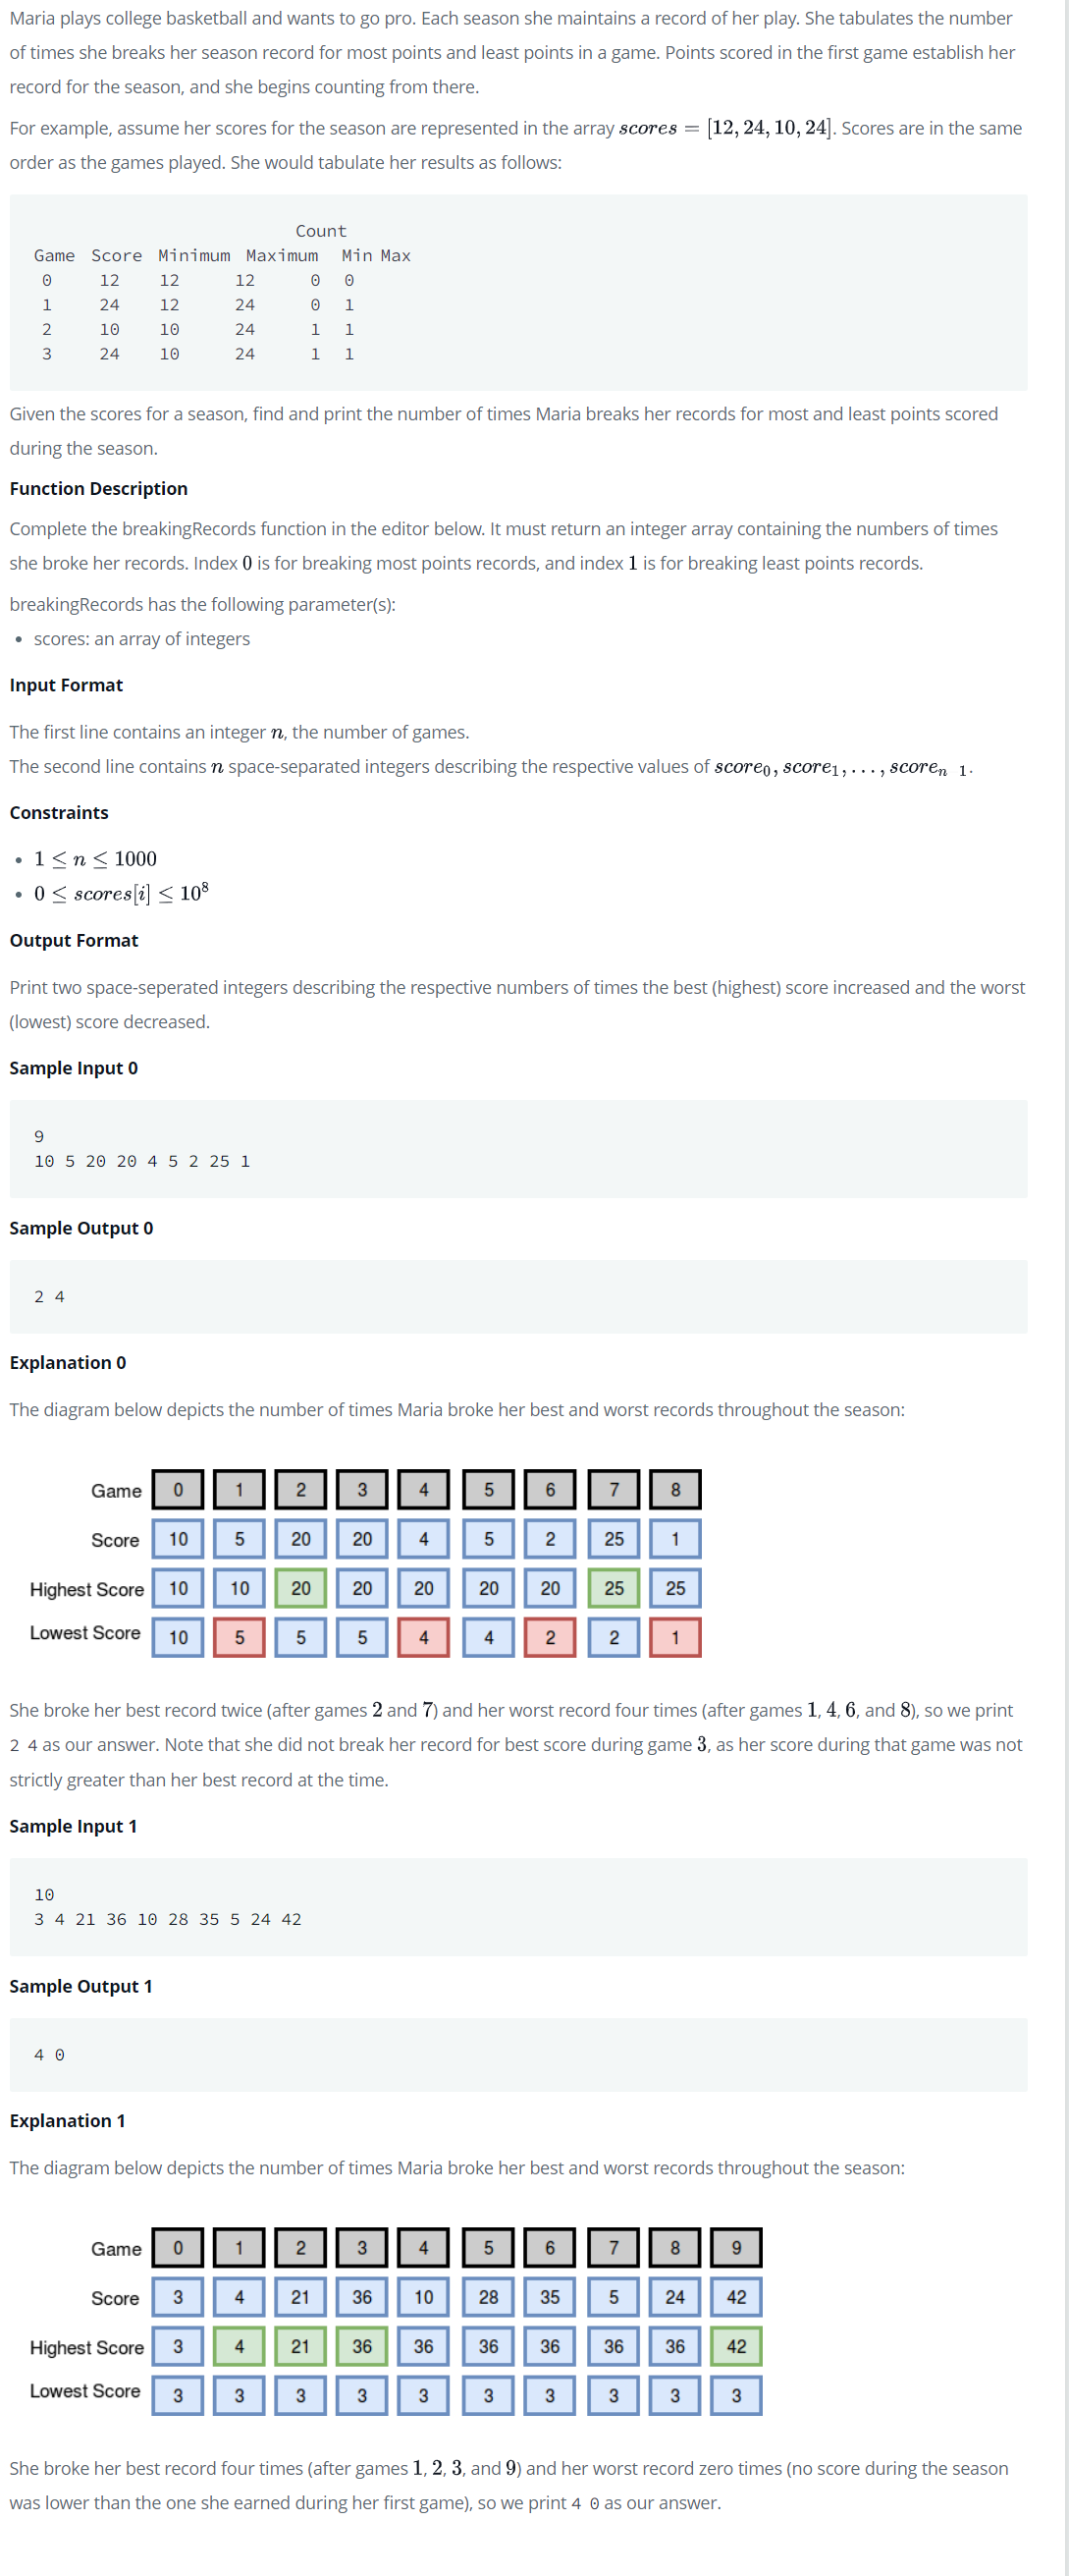 Maria plays college basketball and wants to go pro. Each season she maintains a record of her play. She tabulates the number
of times she breaks her season record for most points and least points in a game. Points scored in the first game establish her
record for the season, and she begins counting from there.
For example, assume her scores for the season are represented in the array scores = [12, 24, 10, 24]. Scores are in the same
order as the games played. She would tabulate her results as follows:
Count
Game Score Minimum Maximum Min Max
0 12 12 12 0 0
1 24 12 24 0 1
2 10 10 24 1 1
3 24 10 24 1 1
Given the scores for a season, find and print the number of times Maria breaks her records for most and least points scored
during the season.
Function Description
Complete the breakingRecords function in the editor below. It must return an integer array containing the numbers of times
she broke her records. Index 0 is for breaking most points records, and index 1 is for breaking least points records.
breakingRecords has the following parameter(s):
• scores: an array of integers
Input Format
The first line contains an integer n, the number of games.
The second line contains n space-separated integers describing the respective values of score₀, score₁, . . . , scoreₙ ₁.
Constraints
• 1 ≤ n ≤ 1000
• 0 ≤ scores[i] ≤ 10⁸
Output Format
Print two space-seperated integers describing the respective numbers of times the best (highest) score increased and the worst
(lowest) score decreased.
Sample Input 0
9
10 5 20 20 4 5 2 25 1
Sample Output 0
2 4
Explanation 0
The diagram below depicts the number of times Maria broke her best and worst records throughout the season:
Game 0 1 2 3 4 5 6 7 8
Score 10 5 20 20 4 5 2 25 1
Highest Score 10 10 20 20 20 20 20 25 25
Lowest Score 10 5 5 5 4 4 2 2 1
She broke her best record twice (after games 2 and 7) and her worst record four times (after games 1, 4, 6, and 8), so we print
2 4 as our answer. Note that she did not break her record for best score during game 3, as her score during that game was not
strictly greater than her best record at the time.
Sample Input 1
10
3 4 21 36 10 28 35 5 24 42
Sample Output 1
4 0
Explanation 1
The diagram below depicts the number of times Maria broke her best and worst records throughout the season:
Game 0 1 2 3 4 5 6 7 8 9
Score 3 4 21 36 10 28 35 5 24 42
Highest Score 3 4 21 36 36 36 36 36 36 42
Lowest Score 3 3 3 3 3 3 3 3 3 3
She broke her best record four times (after games 1, 2, 3, and 9) and her worst record zero times (no score during the season
was lower than the one she earned during her first game), so we print 4 0 as our answer.